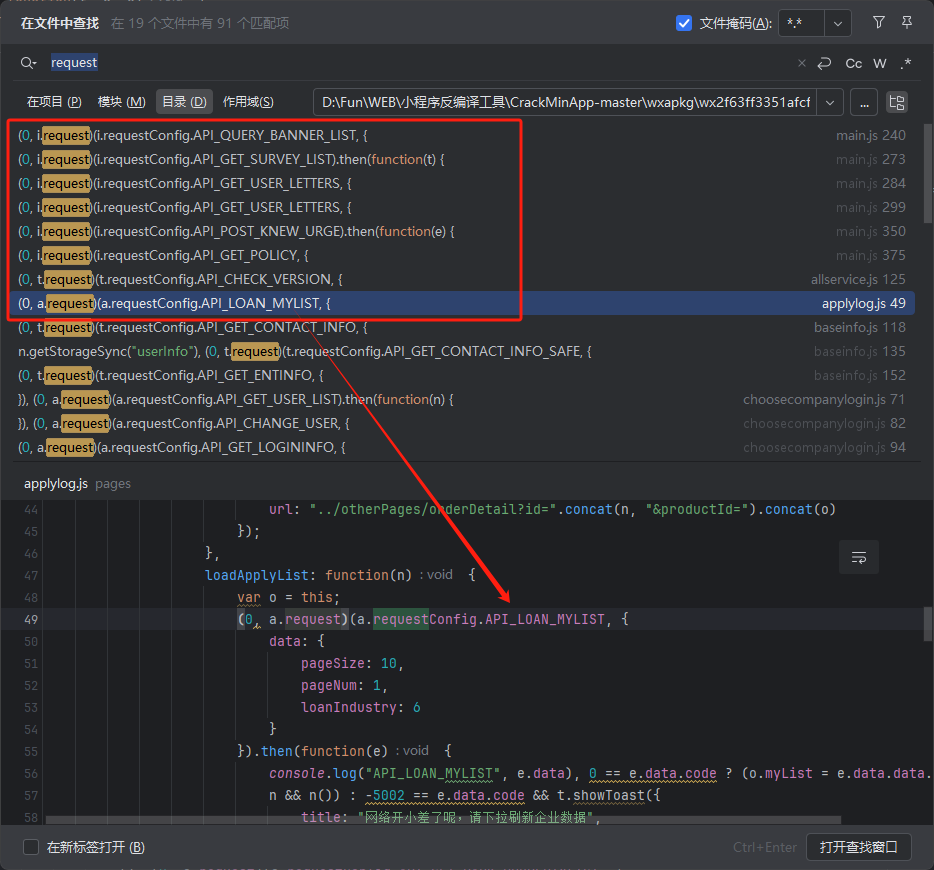 在文件中查找 在 19 个文件中有 91 个匹配项 文件掩码(A): *.*
request Cc W .*
在项目 (P) 模块 (M) 目录 (D) 作用域(S) D:\Fun\WEB\小程序反编译工具\CrackMinApp-master\wxapkg\wx2f63ff3351afcf ...
(0, i.request)(i.requestConfig.API_QUERY_BANNER_LIST, { main.js 240
(0, i.request)(i.requestConfig.API_GET_SURVEY_LIST).then(function(t) { main.js 273
(0, i.request)(i.requestConfig.API_GET_USER_LETTERS, { main.js 284
(0, i.request)(i.requestConfig.API_GET_USER_LETTERS, { main.js 299
(0, i.request)(i.requestConfig.API_POST_KNEW_URGE).then(function(e) { main.js 350
(0, i.request)(i.requestConfig.API_GET_POLICY, { main.js 375
(0, t.request)(t.requestConfig.API_CHECK_VERSION, { allservice.js 125
(0, a.request)(a.requestConfig.API_LOAN_MYLIST, { applylog.js 49
(0, t.request)(t.requestConfig.API_GET_CONTACT_INFO, { baseinfo.js 118
n.getStorageSync("userInfo"), (0, t.request)(t.requestConfig.API_GET_CONTACT_INFO_SAFE, { baseinfo.js 135
(0, t.request)(t.requestConfig.API_GET_ENTINFO, { baseinfo.js 152
}), (0, a.request)(a.requestConfig.API_GET_USER_LIST).then(function(n) { choosecompanylogin.js 71
}), (0, a.request)(a.requestConfig.API_CHANGE_USER, { choosecompanylogin.js 82
(0, a.request)(a.requestConfig.API_GET_LOGININFO, { choosecompanylogin.js 94
applylog.js pages
44 url: "../otherPages/orderDetail?id=".concat(n, "&productId=").concat(o)
45 });
46 },
47 loadApplyList: function(n) : void {
48 var o = this;
49 (0, a.request)(a.requestConfig.API_LOAN_MYLIST, {
50 data: {
51 pageSize: 10,
52 pageNum: 1,
53 loanIndustry: 6
54 }
55 }).then(function(e) : void {
56 console.log("API_LOAN_MYLIST", e.data), 0 == e.data.code ? (o.myList = e.data.data.
57 n && n()) : -5002 == e.data.code && t.showToast({
58 title: "网络开小差了呢，请下拉刷新企业数据",
在新标签打开 (B) Ctrl+Enter 打开查找窗口